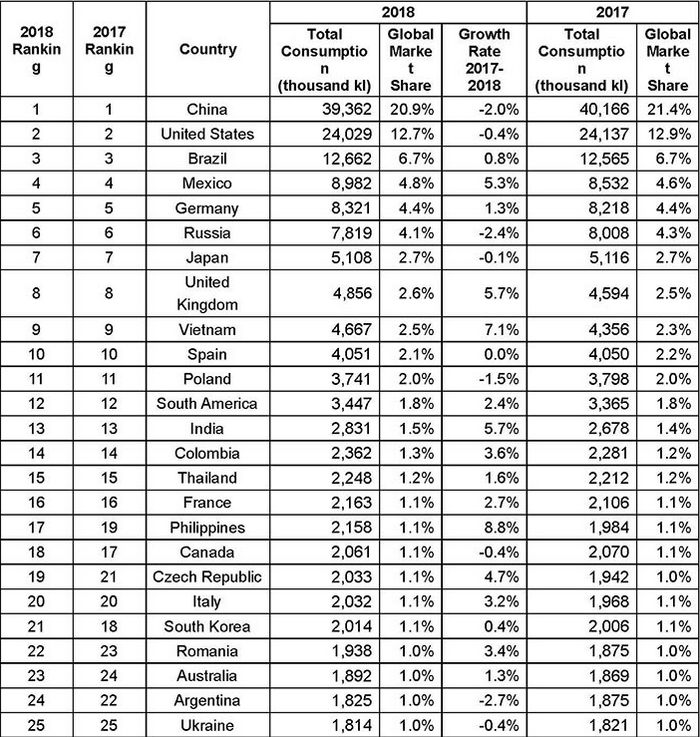 2018 2017
2018 Rankin g 2017 Rankin g Country Total Consumptio n (thousand kl) Global Marke t Share Growth Rate 2017- 2018 Total Consumptio n (thousand kl) Global Marke t Share
1 1 China 39,362 20.9% -2.0% 40,166 21.4%
2 2 United States 24,029 12.7% -0.4% 24,137 12.9%
3 3 Brazil 12,662 6.7% 0.8% 12,565 6.7%
4 4 Mexico 8,982 4.8% 5.3% 8,532 4.6%
5 5 Germany 8,321 4.4% 1.3% 8,218 4.4%
6 6 Russia 7,819 4.1% -2.4% 8,008 4.3%
7 7 Japan 5,108 2.7% -0.1% 5,116 2.7%
8 8 United Kingdom 4,856 2.6% 5.7% 4,594 2.5%
9 9 Vietnam 4,667 2.5% 7.1% 4,356 2.3%
10 10 Spain 4,051 2.1% 0.0% 4,050 2.2%
11 11 Poland 3,741 2.0% -1.5% 3,798 2.0%
12 12 South America 3,447 1.8% 2.4% 3,365 1.8%
13 13 India 2,831 1.5% 5.7% 2,678 1.4%
14 14 Colombia 2,362 1.3% 3.6% 2,281 1.2%
15 15 Thailand 2,248 1.2% 1.6% 2,212 1.2%
16 16 France 2,163 1.1% 2.7% 2,106 1.1%
17 19 Philippines 2,158 1.1% 8.8% 1,984 1.1%
18 17 Canada 2,061 1.1% -0.4% 2,070 1.1%
19 21 Czech Republic 2,033 1.1% 4.7% 1,942 1.0%
20 20 Italy 2,032 1.1% 3.2% 1,968 1.1%
21 18 South Korea 2,014 1.1% 0.4% 2,006 1.1%
22 23 Romania 1,938 1.0% 3.4% 1,875 1.0%
23 24 Australia 1,892 1.0% 1.3% 1,869 1.0%
24 22 Argentina 1,825 1.0% -2.7% 1,875 1.0%
25 25 Ukraine 1,814 1.0% -0.4% 1,821 1.0%